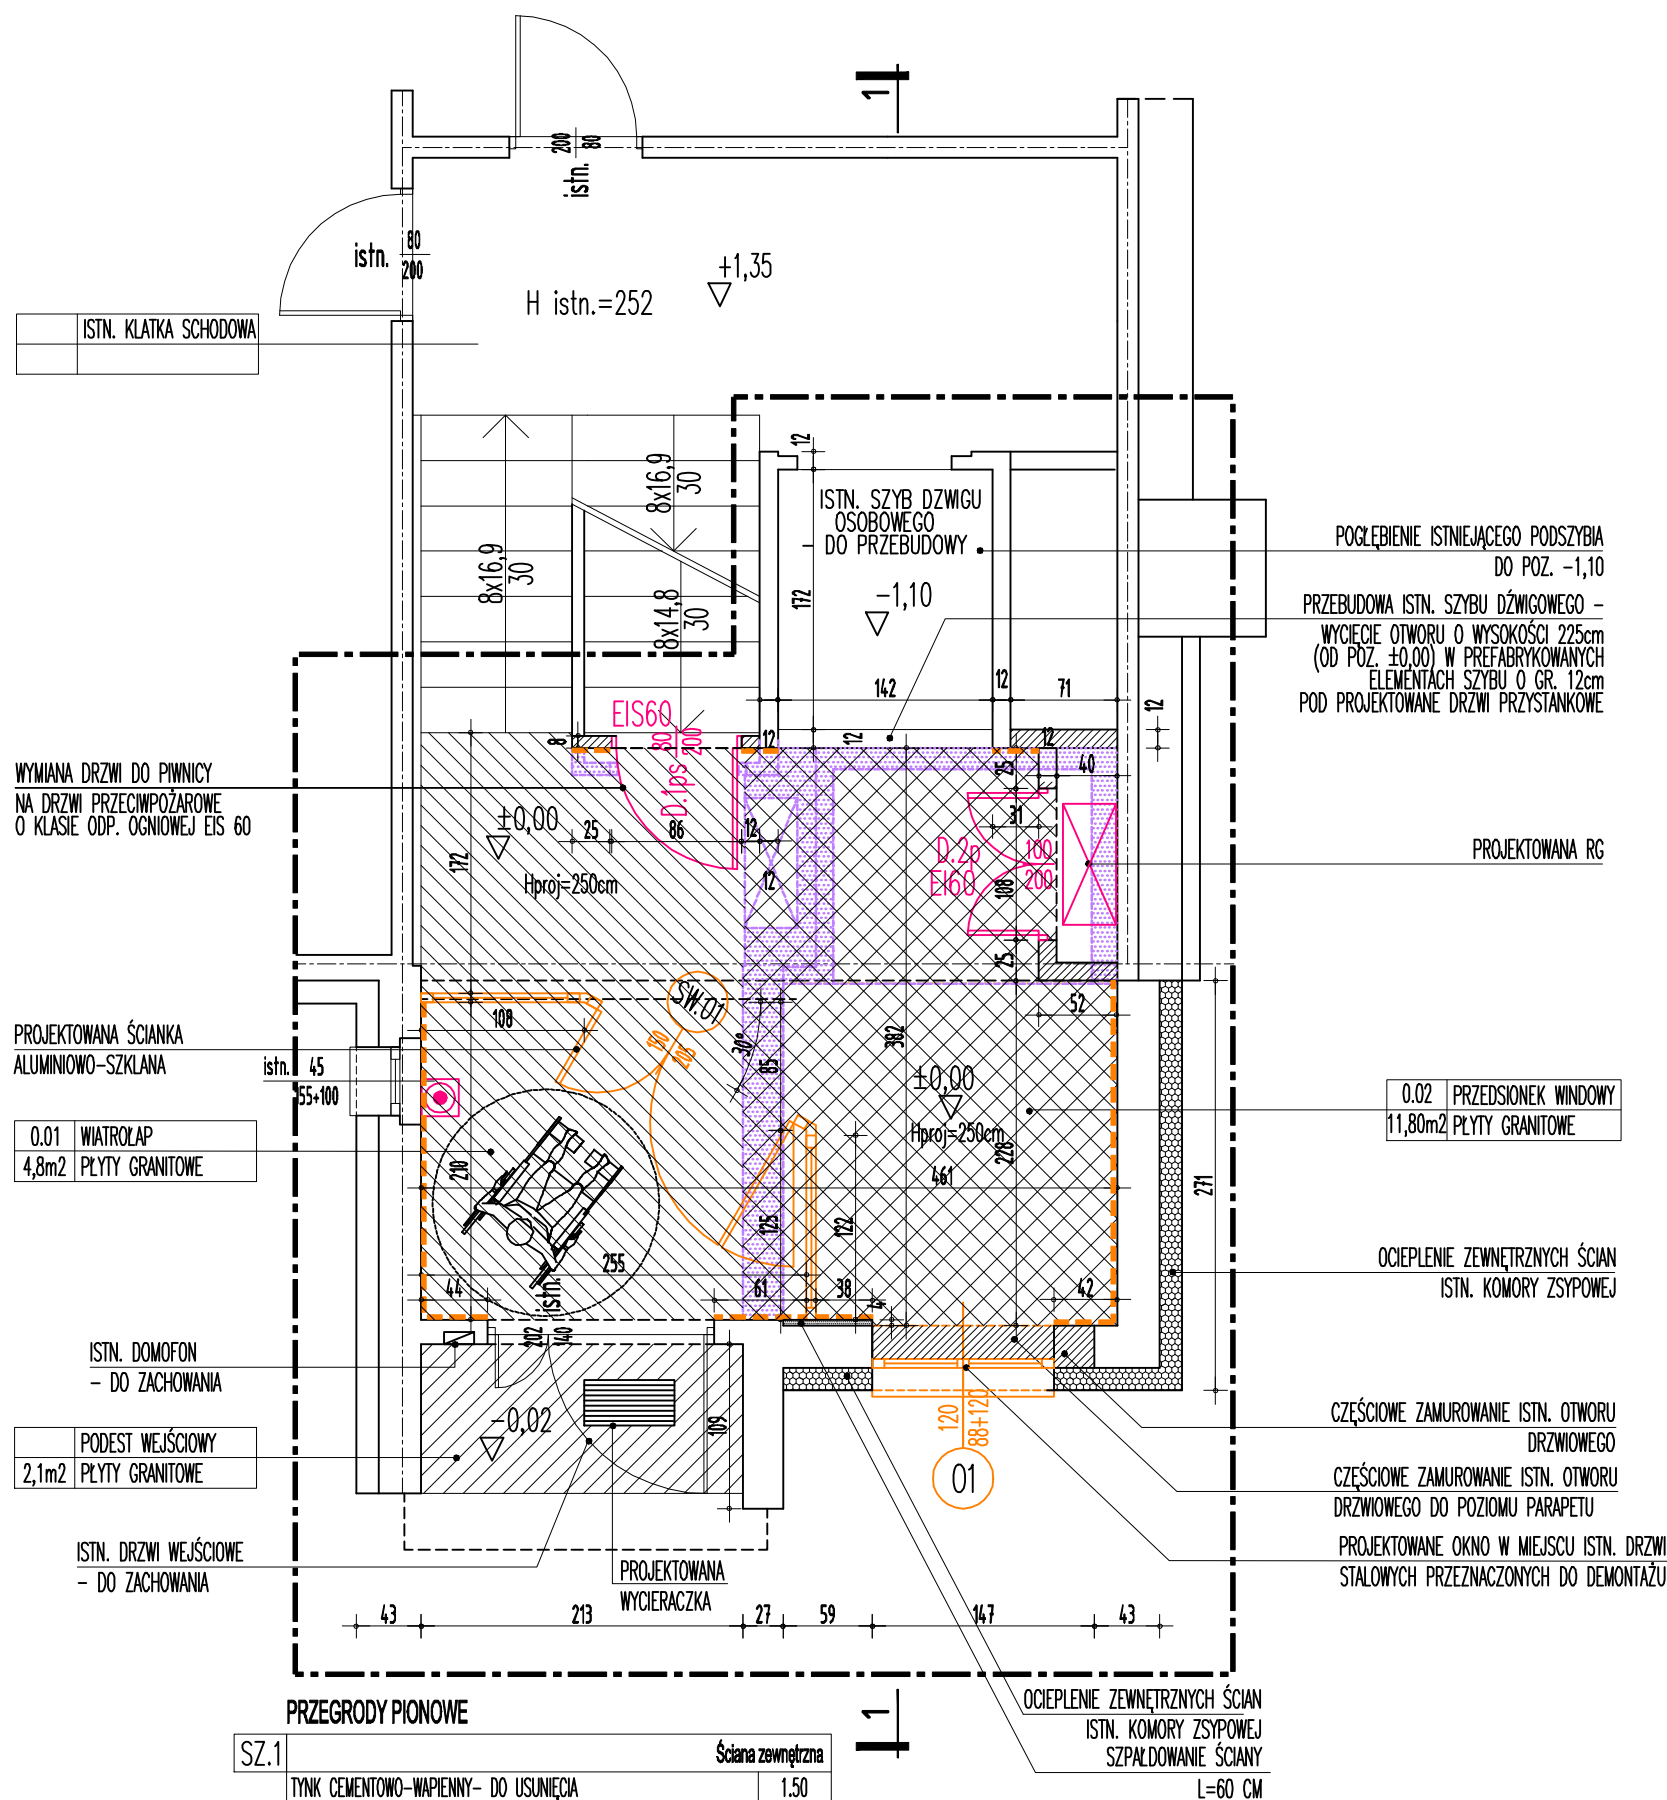 1
200
80
istn.
istn.
80
200
+1,35
H istn.=252
ISTN. KLATKA SCHODOWA
12
8x16,9
30
8x16,9
30
8x14,8
30
ISTN. SZYB DZWIGU
OSOBOWEGO
DO PRZEBUDOWY
172
-1,10
POGŁĘBIENIE ISTNIEJĄCEGO PODSZYBIA
DO POZ. -1,10
PRZEBUDOWA ISTN. SZYBU DŹWIGOWEGO -
WYCIĘCIE OTWORU O WYSOKOŚCI 225cm
(OD POZ. ±0,00) W PREFABRYKOWANYCH
ELEMENTACH SZYBU O GR. 12cm
POD PROJEKTOWANE DRZWI PRZYSTANKOWE
142
12
71
12
EIS60
8
80
200
D.1ps
12
12
12
25
40
WYMIANA DRZWI DO PIWNICY
NA DRZWI PRZECIWPOŻAROWE
O KLASIE ODP. OGNIOWEJ EIS 60
±0,00
172
25
86
12
12
31
D.2p
EI60
100
200
108
Hproj=250cm
PROJEKTOWANA RG
25
52
SW.01
108
150
205
308
85
382
PROJEKTOWANA ŚCIANKA
ALUMINIOWO-SZKLANA
istn.
45
55+100
±0,00
Hproj=250cm
228
0.02 PRZEDSIONEK WINDOWY
11,80m2 PŁYTY GRANITOWE
0.01 WIATROŁAP
4,8m2 PŁYTY GRANITOWE
210
461
271
125
122
255
44
istn.
61
38
4
42
OCIEPLENIE ZEWNĘTRZNYCH ŚCIAN
ISTN. KOMORY ZSYPOWEJ
202
140
ISTN. DOMOFON
- DO ZACHOWANIA
-0,02
109
120
88+120
01
PODEST WEJŚCIOWY
2,1m2 PŁYTY GRANITOWE
CZĘŚCIOWE ZAMUROWANIE ISTN. OTWORU
DRZWIOWEGO
CZĘŚCIOWE ZAMUROWANIE ISTN. OTWORU
DRZWIOWEGO DO POZIOMU PARAPETU
ISTN. DRZWI WEJŚCIOWE
- DO ZACHOWANIA
PROJEKTOWANA
WYCIERACZKA
PROJEKTOWANE OKNO W MIEJSCU ISTN. DRZWI
STALOWYCH PRZEZNACZONYCH DO DEMONTAŻU
43
213
27
59
147
43
PRZEGRODY PIONOWE
1
OCIEPLENIE ZEWNĘTRZNYCH ŚCIAN
ISTN. KOMORY ZSYPOWEJ
SZPAŁDOWANIE ŚCIANY
L=60 CM
SZ.1 Ściana zewnętrzna
TYNK CEMENTOWO-WAPIENNY- DO USUNIĘCIA 1.50